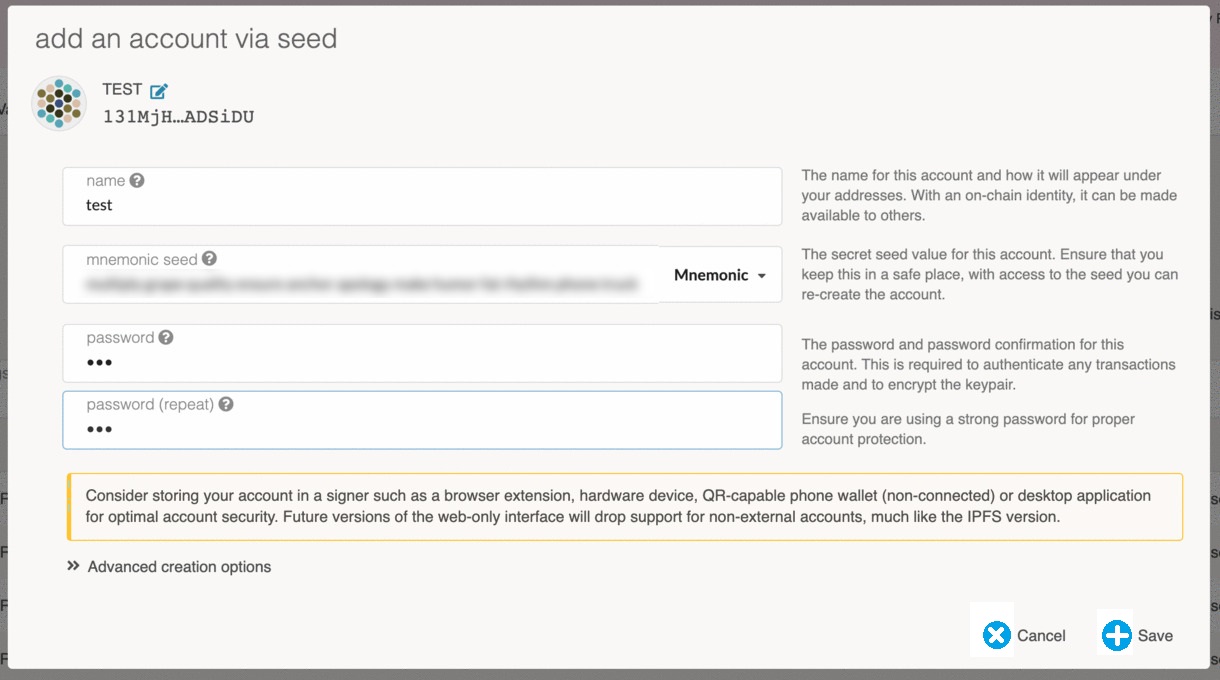 add an account via seed
TEST
131MjH…ADSiDU
name
test
The name for this account and how it will appear under
your addresses. With an on-chain identity, it can be made
available to others.
mnemonic seed
Mnemonic
The secret seed value for this account. Ensure that you
keep this in a safe place, with access to the seed you can
re-create the account.
password
•••
The password and password confirmation for this
account. This is required to authenticate any transactions
made and to encrypt the keypair.
password (repeat)
•••
Ensure you are using a strong password for proper
account protection.
Consider storing your account in a signer such as a browser extension, hardware device, QR-capable phone wallet (non-connected) or desktop application
for optimal account security. Future versions of the web-only interface will drop support for non-external accounts, much like the IPFS version.
Advanced creation options
Cancel
Save